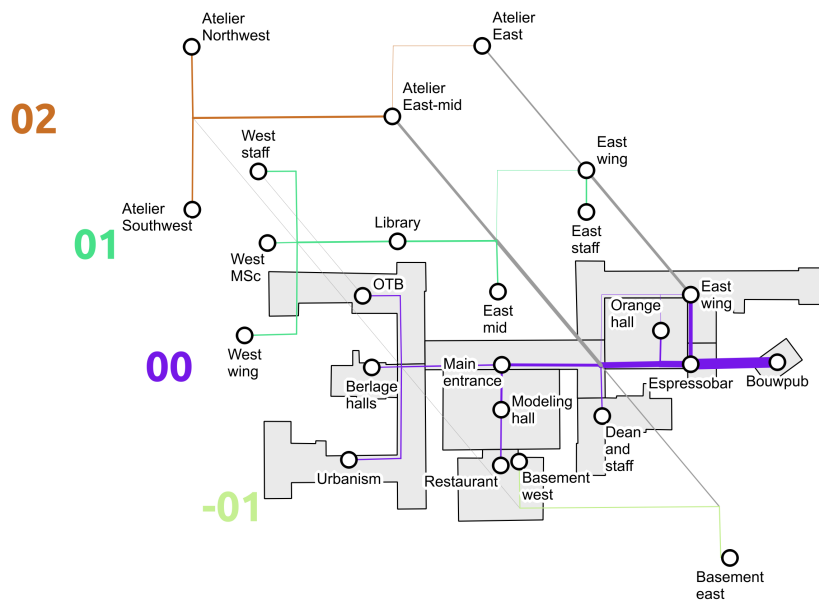 Atelier
Northwest
Atelier
East
02
Atelier
East-mid
West
staff
East
wing
Atelier
Southwest
Library
01
West
MSc
East
staff
OTB
East
mid
East
wing
Orange
hall
West
wing
00
Main
entrance
Berlage
halls
Espressobar
Bouwpub
Modeling
hall
Dean
and
staff
Urbanism
Restaurant
Basement
west
-01
Basement
east